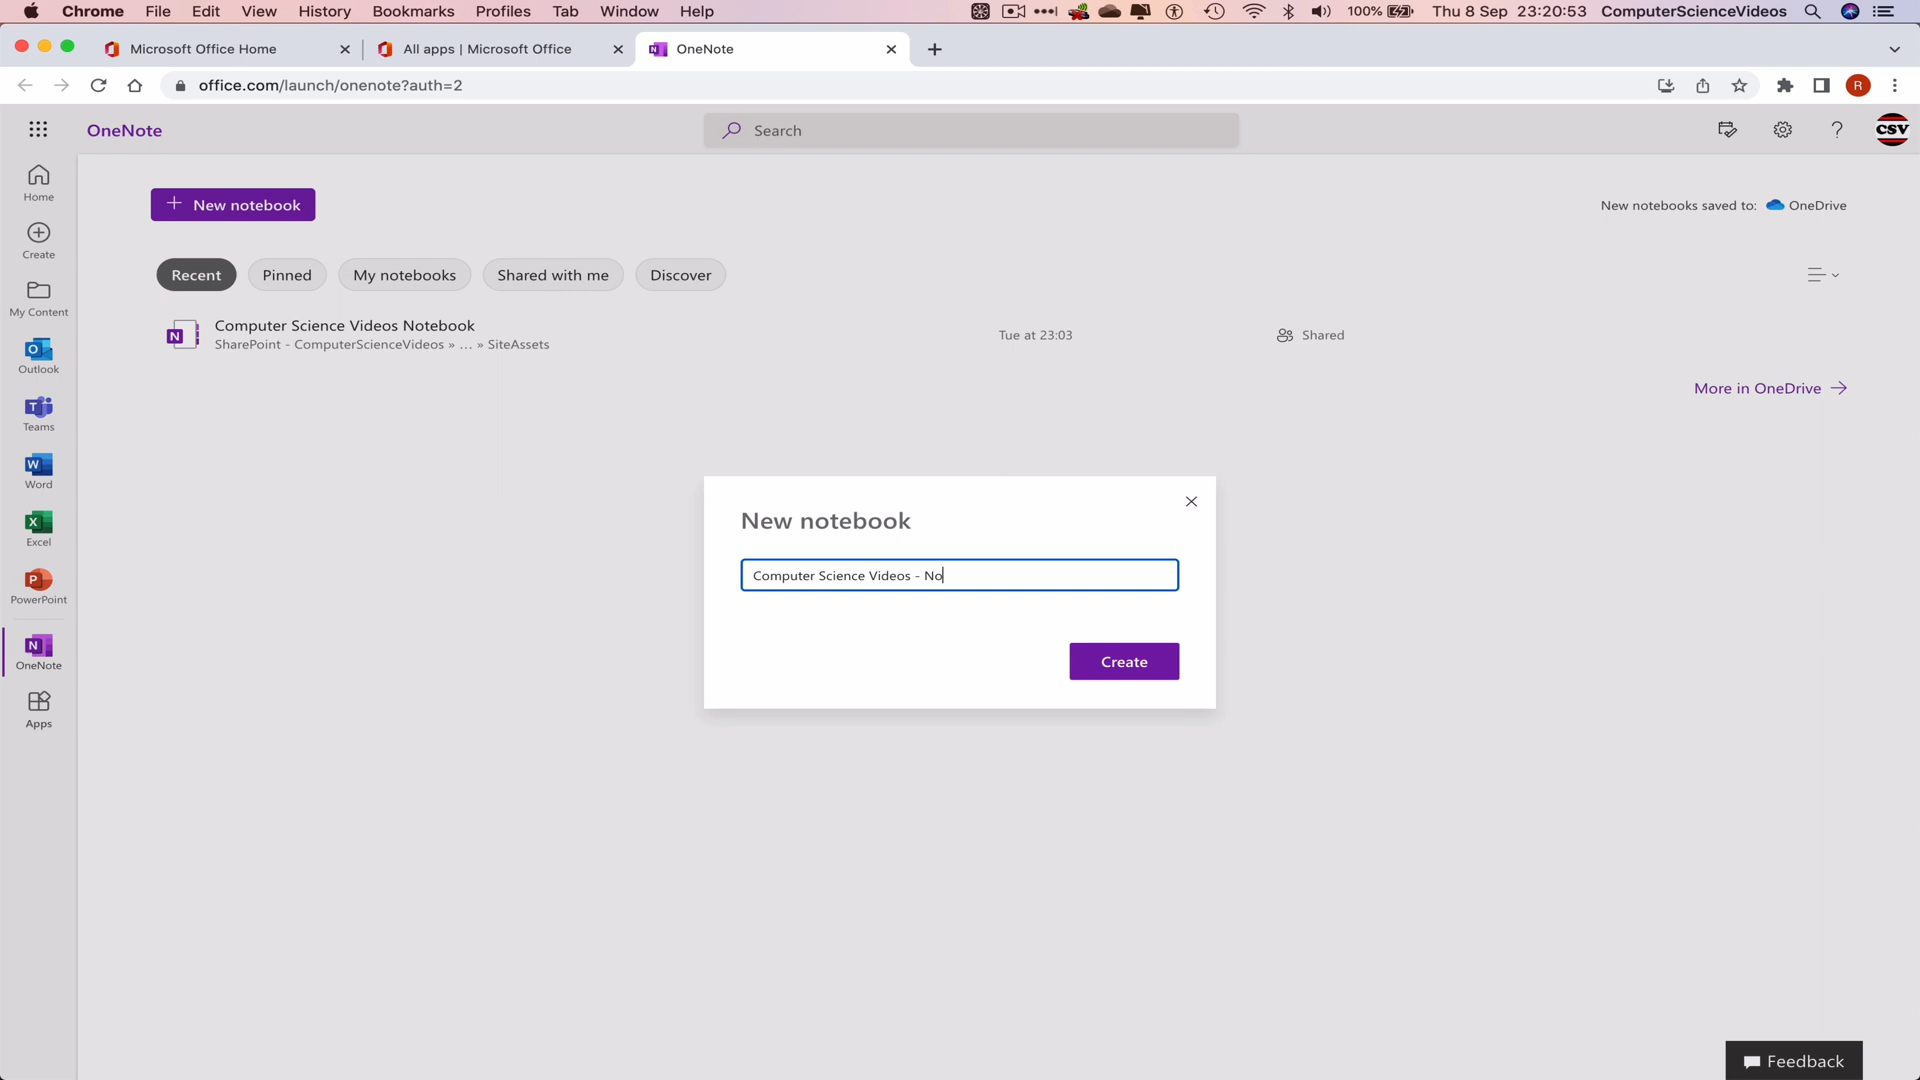 Chrome File Edit View History Bookmarks Profiles Tab Window Help 100% Thu 8 Sep 23:20:53 ComputerScienceVideos
Microsoft Office Home
All apps | Microsoft Office
OneNote
office.com/launch/onenote?auth=2
R
OneNote
Search
CSV
Home
Create
My Content
Outlook
Teams
Word
Excel
PowerPoint
OneNote
Apps
New notebook
New notebooks saved to: OneDrive
Recent
Pinned
My notebooks
Shared with me
Discover
Computer Science Videos Notebook
SharePoint - ComputerScienceVideos » ... » SiteAssets
Tue at 23:03
Shared
More in OneDrive
New notebook
Computer Science Videos - No
Create
Feedback